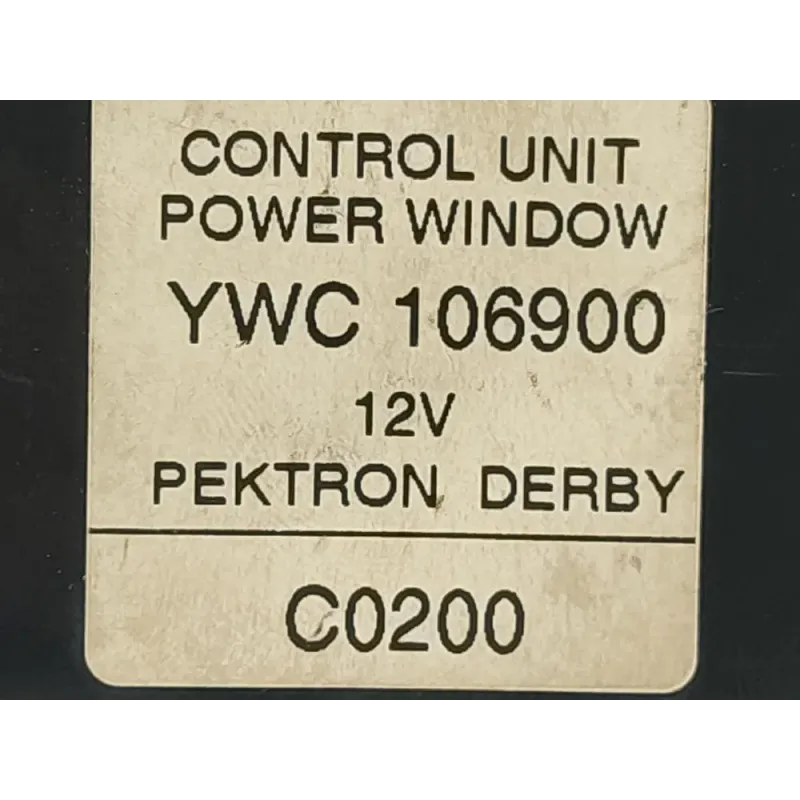 CONTROL UNIT
POWER WINDOW
YWC 106900
12V
PEKTRON DERBY
C0200